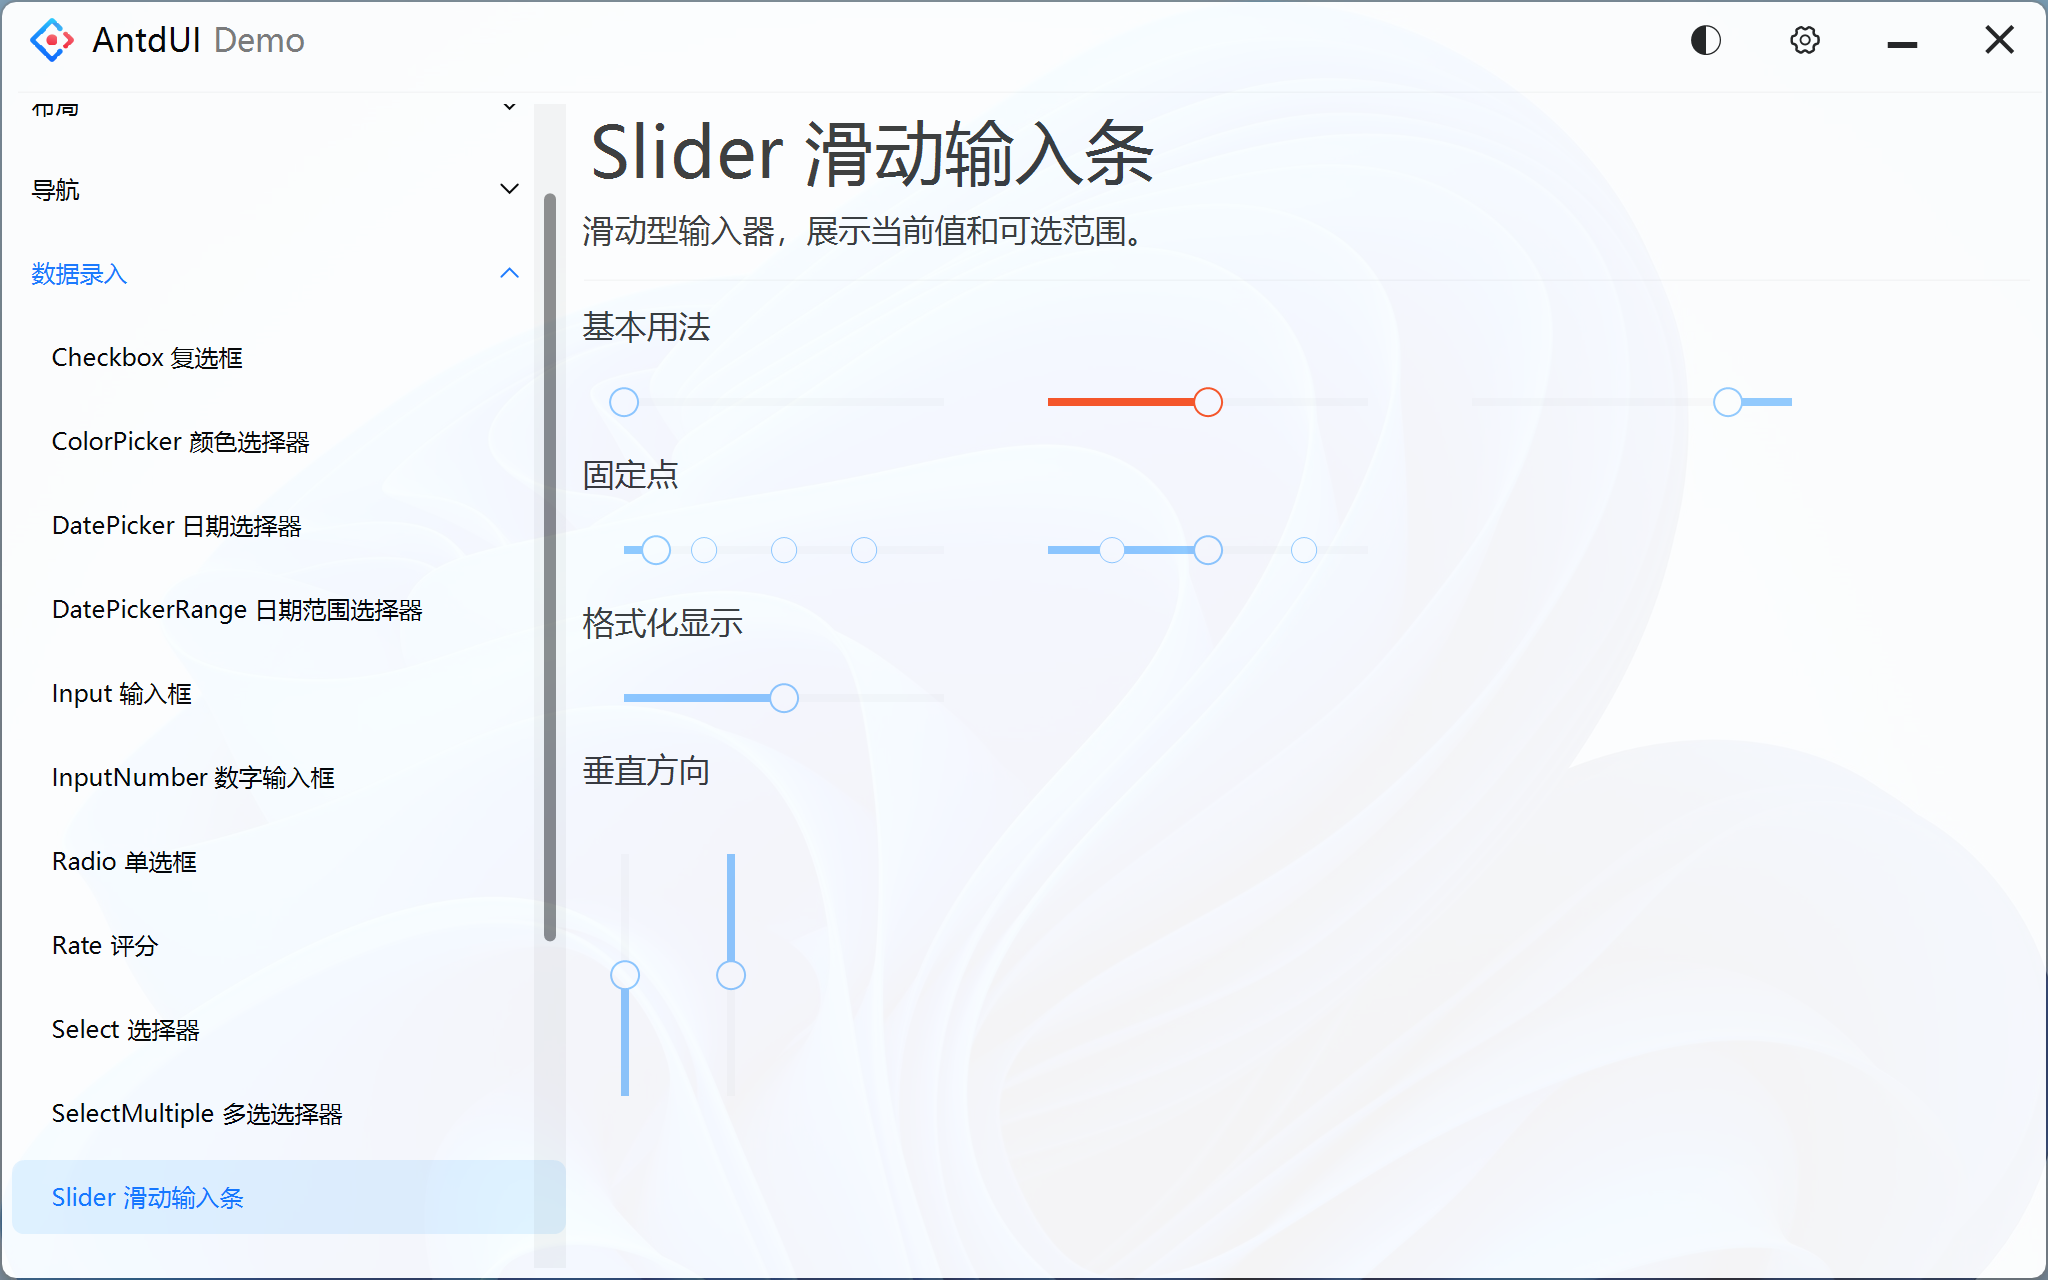 AntdUI Demo
布局
导航
数据录入
Checkbox 复选框
ColorPicker 颜色选择器
DatePicker 日期选择器
DatePickerRange 日期范围选择器
Input 输入框
InputNumber 数字输入框
Radio 单选框
Rate 评分
Select 选择器
SelectMultiple 多选选择器
Slider 滑动输入条
Slider 滑动输入条
滑动型输入器，展示当前值和可选范围。
基本用法
固定点
格式化显示
垂直方向